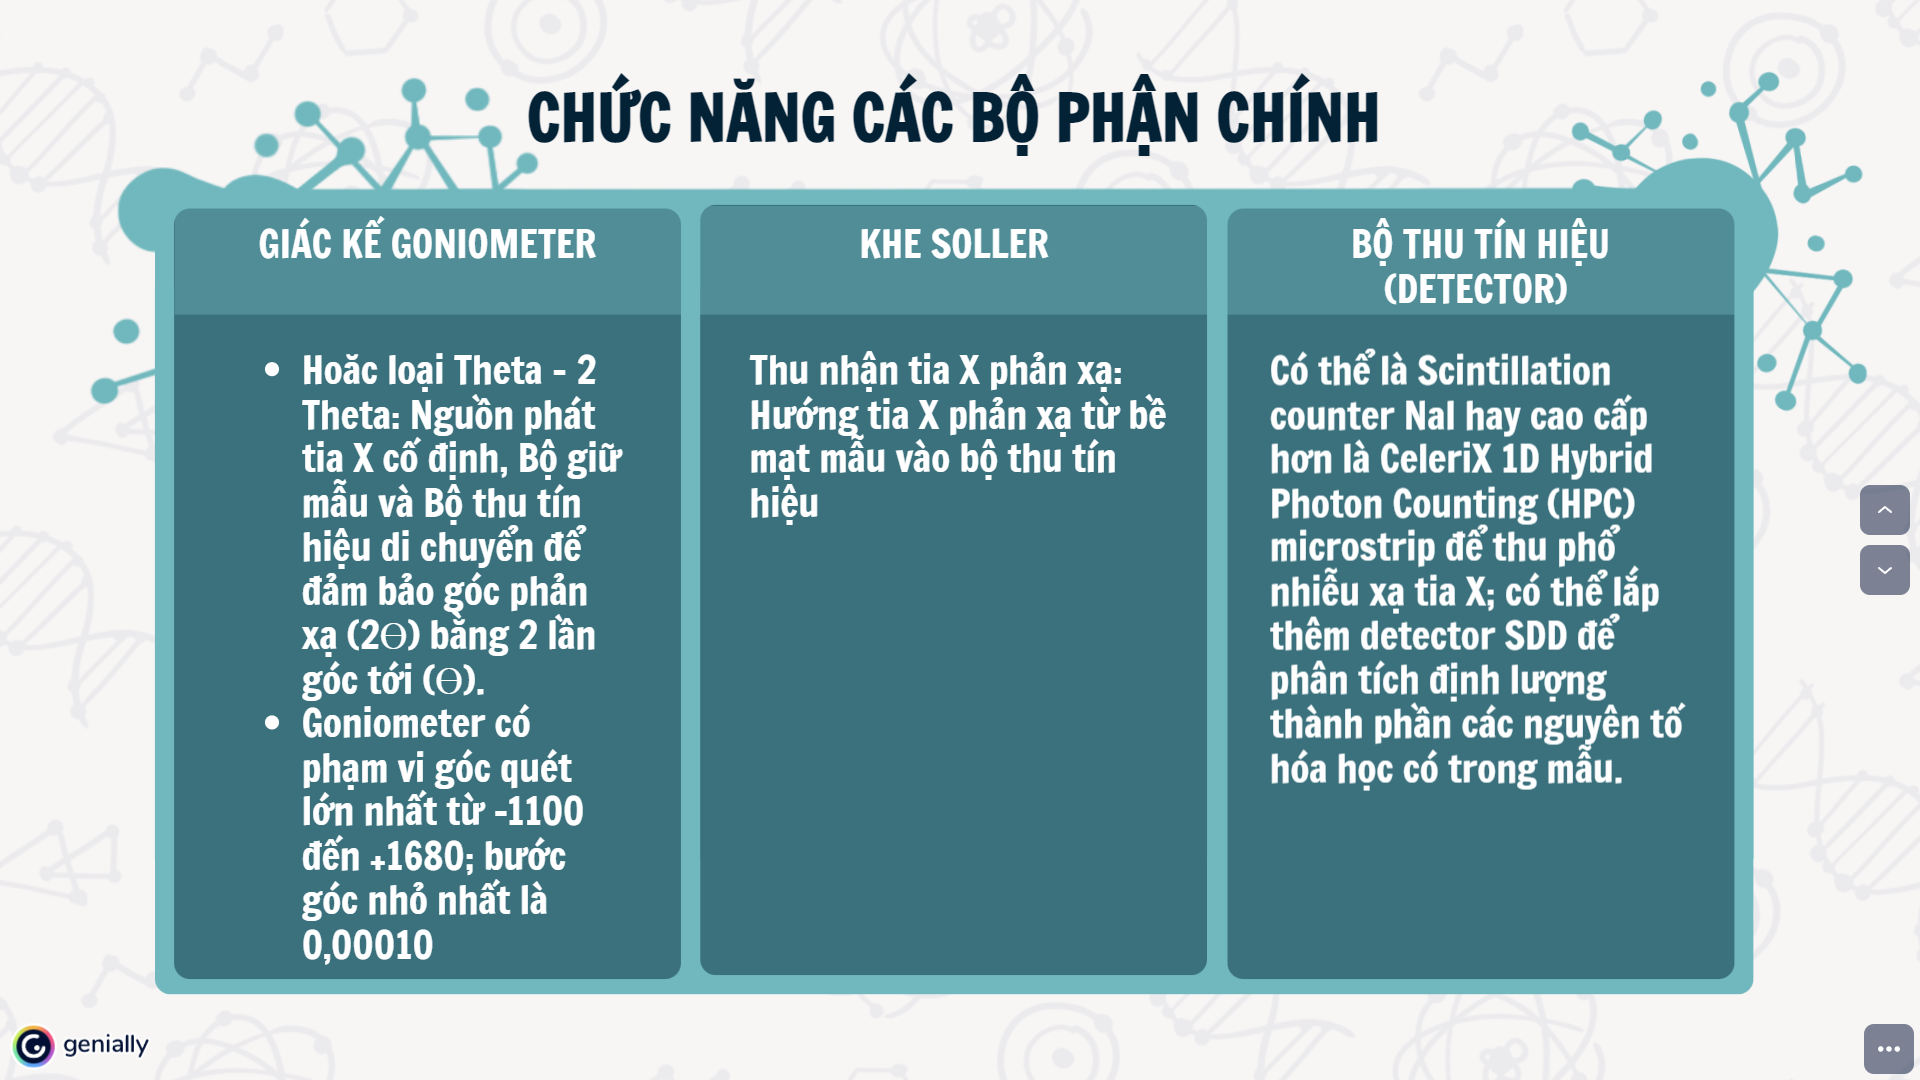 CHỨC NĂNG CÁC BỘ PHẬN CHÍNH
GIÁC KẾ GONIOMETER
Hoăc loại Theta - 2
Theta: Nguồn phát
tia X cố định, Bộ giữ
mẫu và Bộ thu tín
hiệu di chuyển để
đảm bảo góc phản
xạ (2Ѳ) bằng 2 lần
góc tới (Ѳ).
Goniometer có
phạm vi góc quét
lớn nhất từ -1100
đến +1680; bước
góc nhỏ nhất là
0,00010
KHE SOLLER
Thu nhận tia X phản xạ:
Hướng tia X phản xạ từ bề
mạt mẫu vào bộ thu tín
hiệu
BỘ THU TÍN HIỆU
(DETECTOR)
Có thể là Scintillation
counter NaI hay cao cấp
hơn là CeleriX 1D Hybrid
Photon Counting (HPC)
microstrip để thu phổ
nhiễu xạ tia X; có thể lắp
thêm detector SDD để
phân tích định lượng
thành phần các nguyên tố
hóa học có trong mẫu.
genially